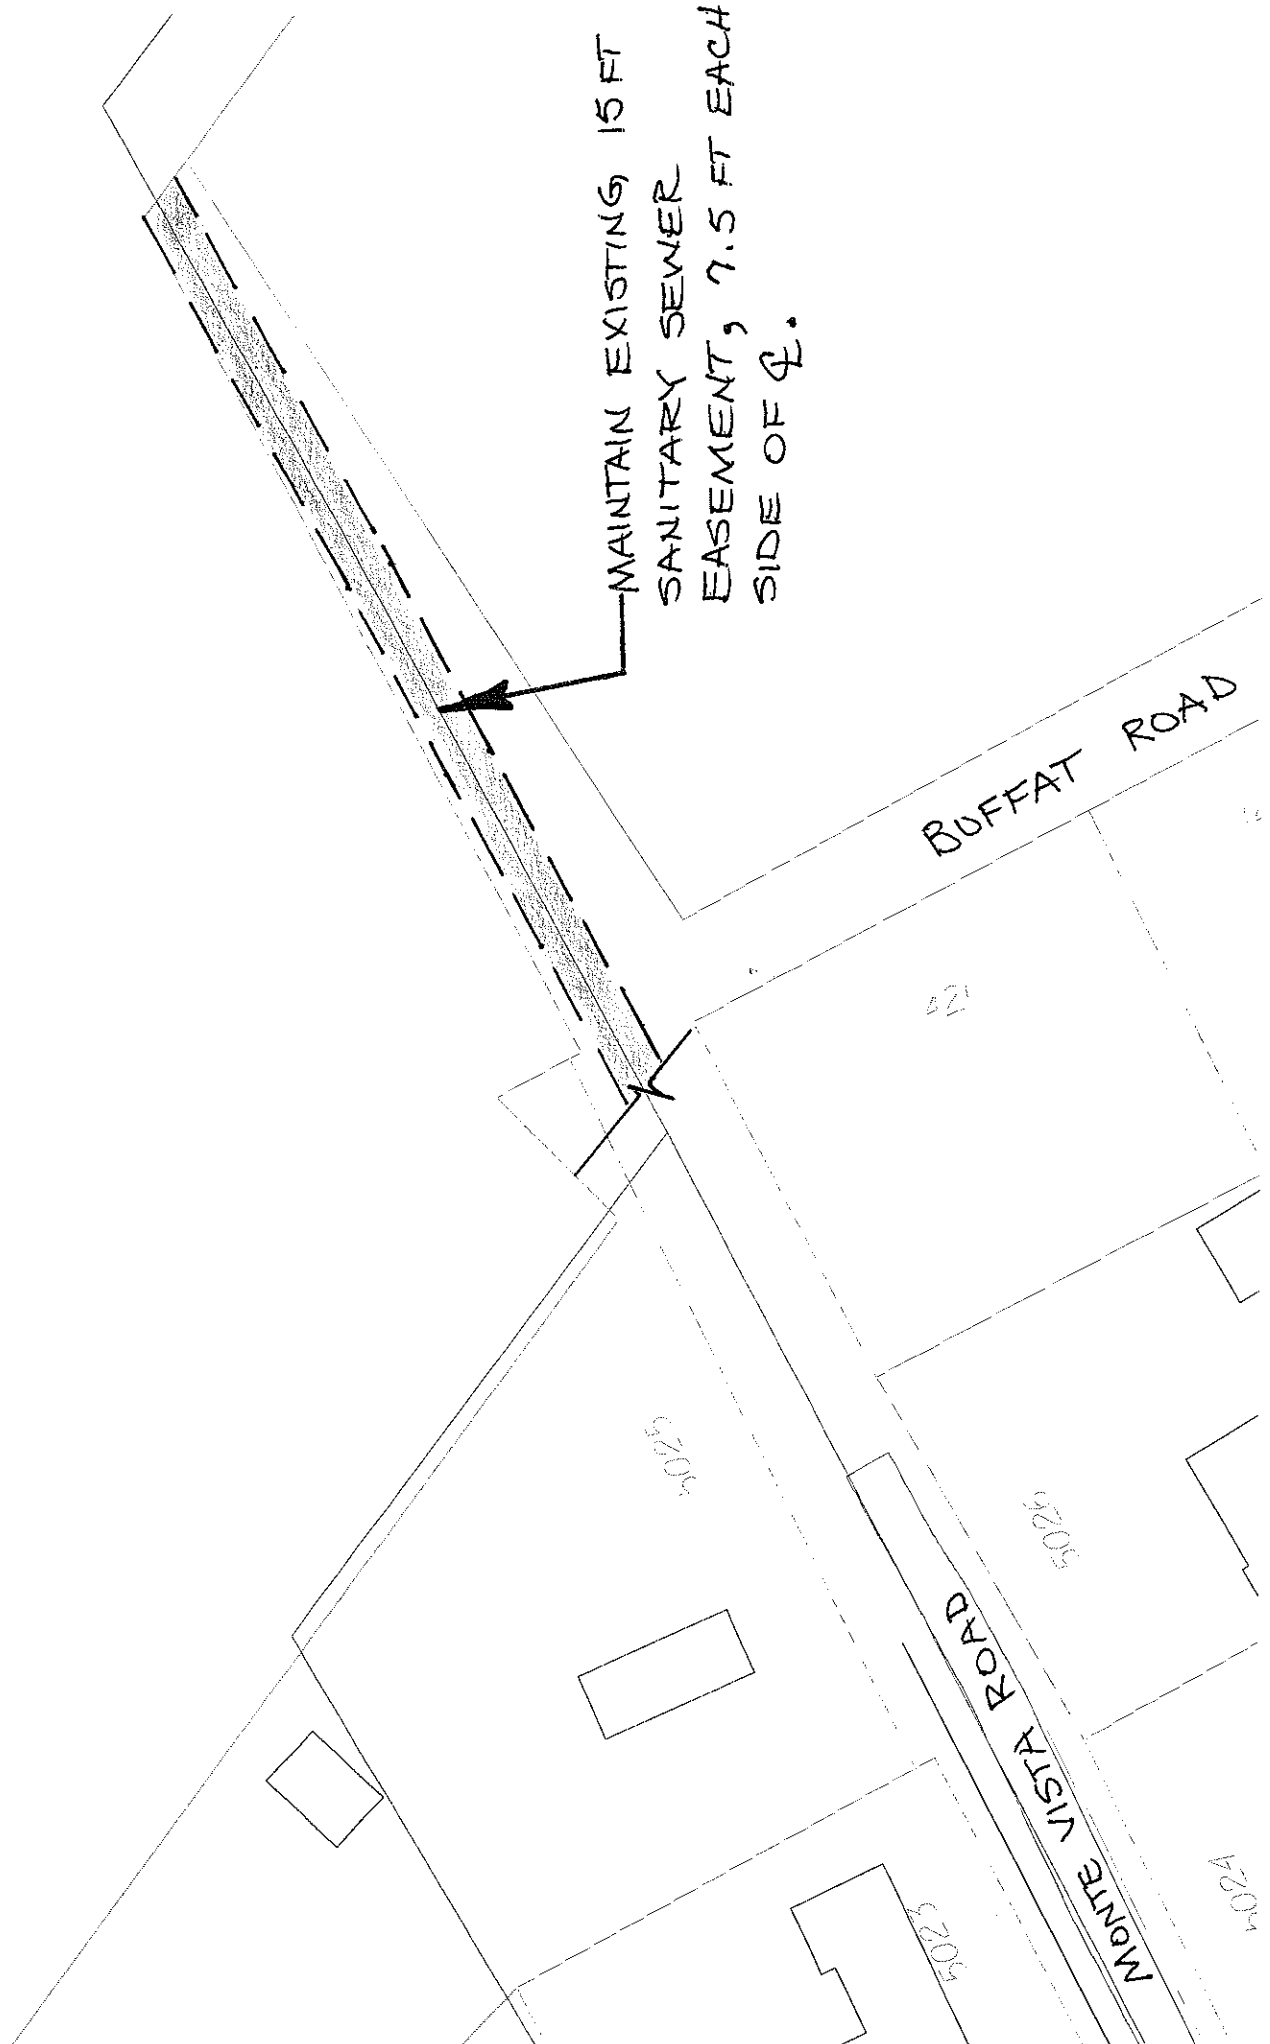 MAINTAIN EXISTING 15 FT
SANITARY SEWER
EASEMENT, 7.5 FT EACH
SIDE OF ℄.
BUFFAT ROAD
MONTE VISTA ROAD
5025
5026
5023
5024